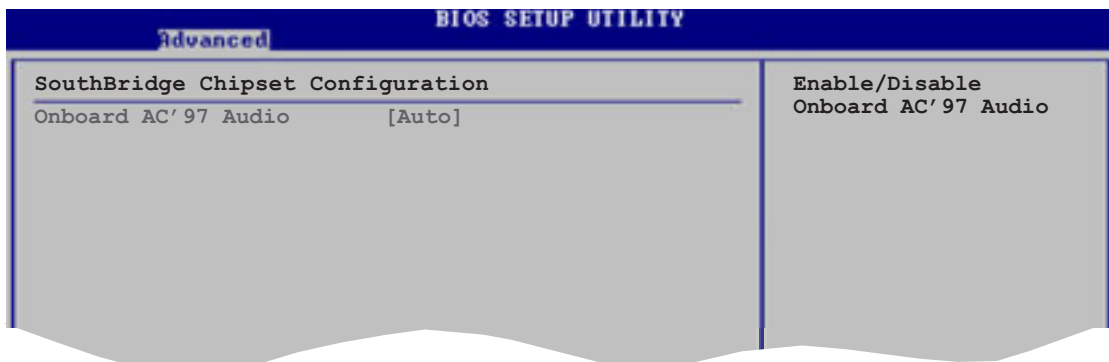 BIOS SETUP UTILITY
Advanced
SouthBridge Chipset Configuration
Onboard AC'97 Audio [Auto]
Enable/Disable
Onboard AC'97 Audio